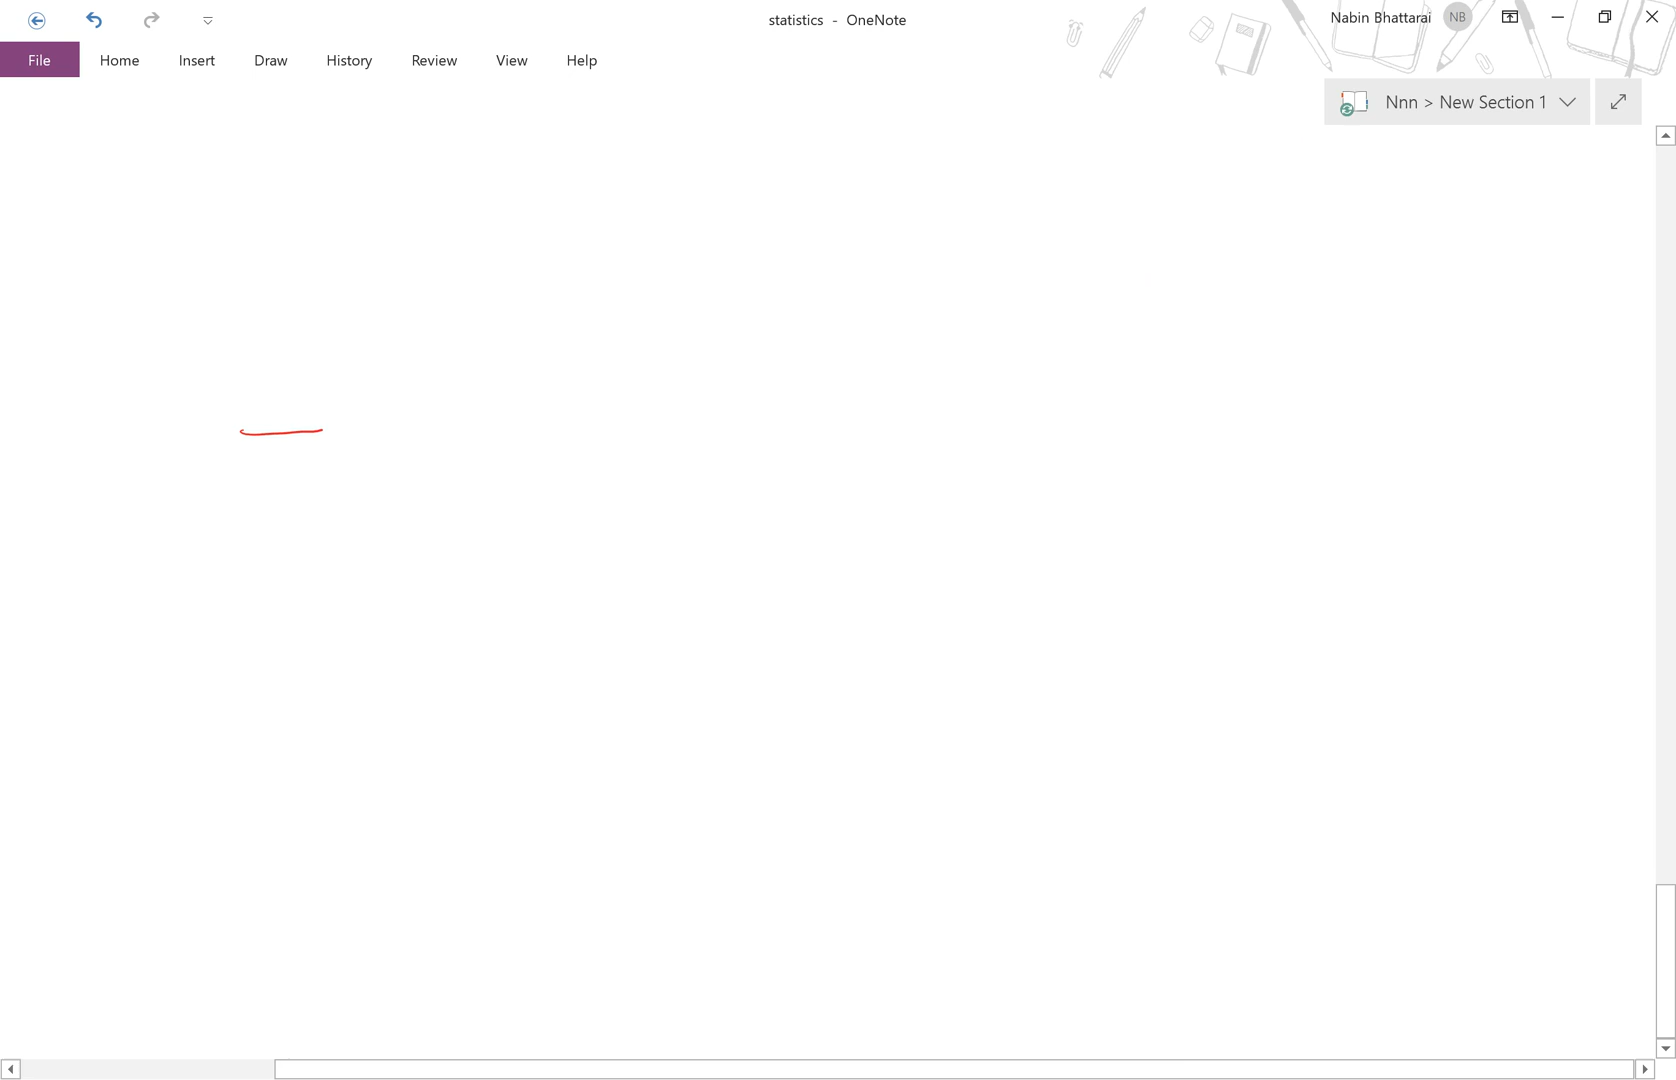 statistics - OneNote
Nabin Bhattarai NB
File Home Insert Draw History Review View Help
Nnn > New Section 1